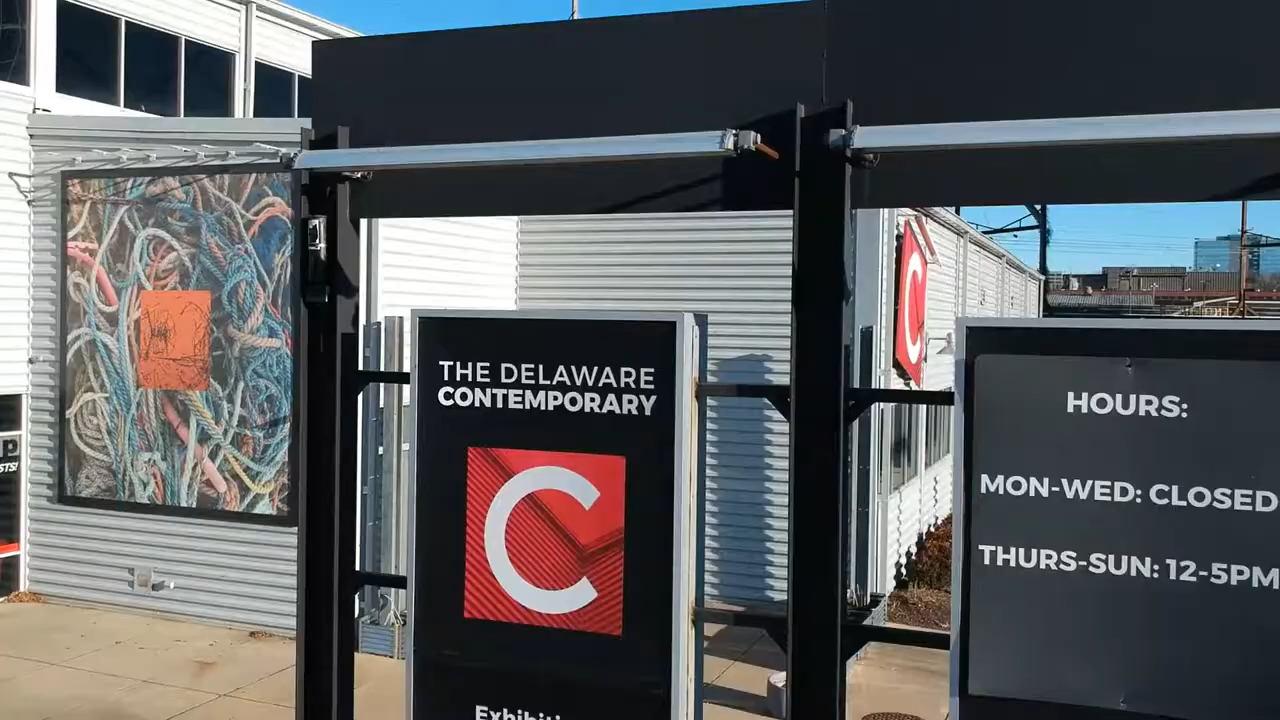 THE DELAWARE
CONTEMPORARY
C
C
HOURS:
MON-WED: CLOSED
THURS-SUN: 12-5PM